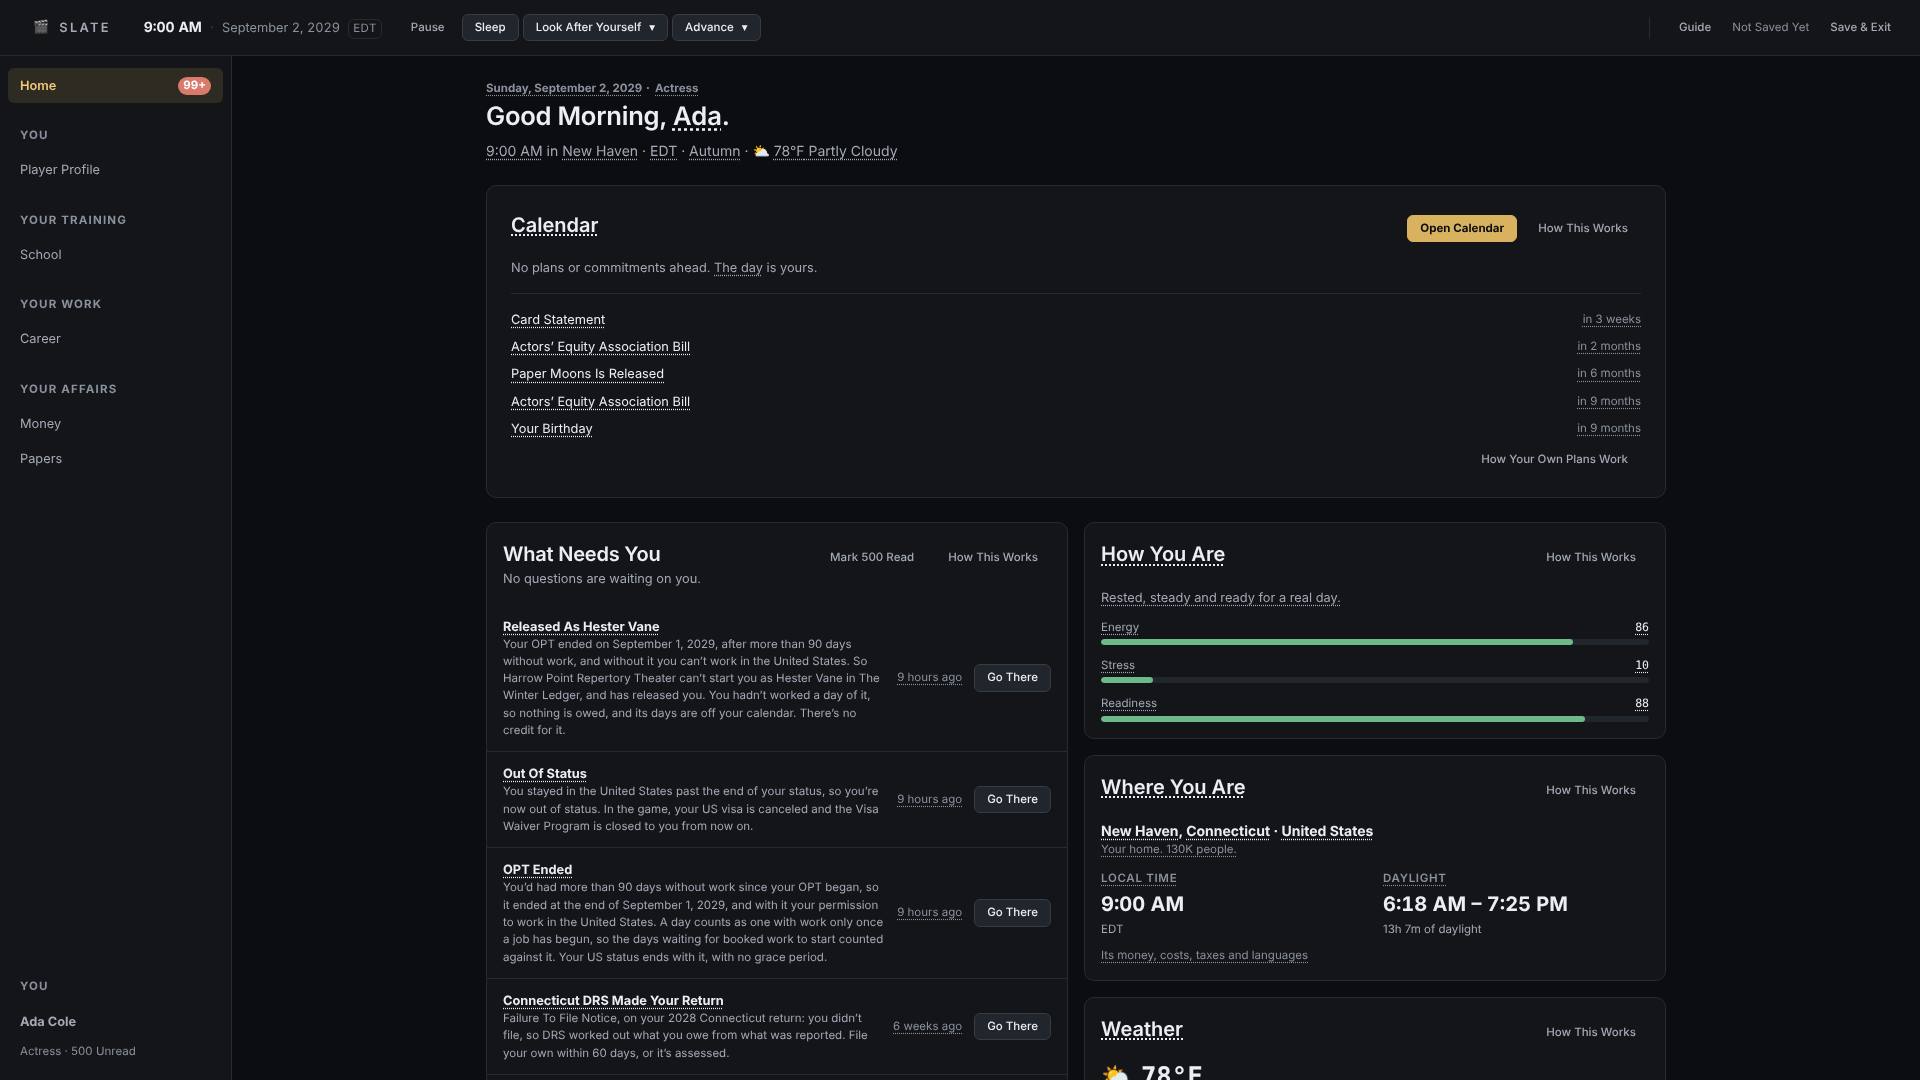 SLATE
9:00 AM · September 2, 2029 EDT
Pause
Sleep
Look After Yourself ▾
Advance ▾
Guide
Not Saved Yet
Save & Exit
Home
99+
YOU
Player Profile
YOUR TRAINING
School
YOUR WORK
Career
YOUR AFFAIRS
Money
Papers
YOU
Ada Cole
Actress · 500 Unread
Sunday, September 2, 2029 · Actress
Good Morning, Ada.
9:00 AM in New Haven · EDT · Autumn · ⛅ 78°F Partly Cloudy
Calendar
Open Calendar
How This Works
No plans or commitments ahead. The day is yours.
Card Statement
in 3 weeks
Actors’ Equity Association Bill
in 2 months
Paper Moons Is Released
in 6 months
Actors’ Equity Association Bill
in 9 months
Your Birthday
in 9 months
How Your Own Plans Work
What Needs You
Mark 500 Read
How This Works
No questions are waiting on you.
Released As Hester Vane
Your OPT ended on September 1, 2029, after more than 90 days
without work, and without it you can’t work in the United States. So
Harrow Point Repertory Theater can’t start you as Hester Vane in The
Winter Ledger, and has released you. You hadn’t worked a day of it,
so nothing is owed, and its days are off your calendar. There’s no
credit for it.
9 hours ago
Go There
Out Of Status
You stayed in the United States past the end of your status, so you’re
now out of status. In the game, your US visa is canceled and the Visa
Waiver Program is closed to you from now on.
9 hours ago
Go There
OPT Ended
You’d had more than 90 days without work since your OPT began, so
it ended at the end of September 1, 2029, and with it your permission
to work in the United States. A day counts as one with work only once
a job has begun, so the days waiting for booked work to start counted
against it. Your US status ends with it, with no grace period.
9 hours ago
Go There
Connecticut DRS Made Your Return
Failure To File Notice, on your 2028 Connecticut return: you didn’t
file, so DRS worked out what you owe from what was reported. File
your own within 60 days, or it’s assessed.
6 weeks ago
Go There
How You Are
How This Works
Rested, steady and ready for a real day.
Energy
86
Stress
10
Readiness
88
Where You Are
How This Works
New Haven, Connecticut · United States
Your home. 130K people.
LOCAL TIME
9:00 AM
EDT
DAYLIGHT
6:18 AM – 7:25 PM
13h 7m of daylight
Its money, costs, taxes and languages
Weather
How This Works
78°F